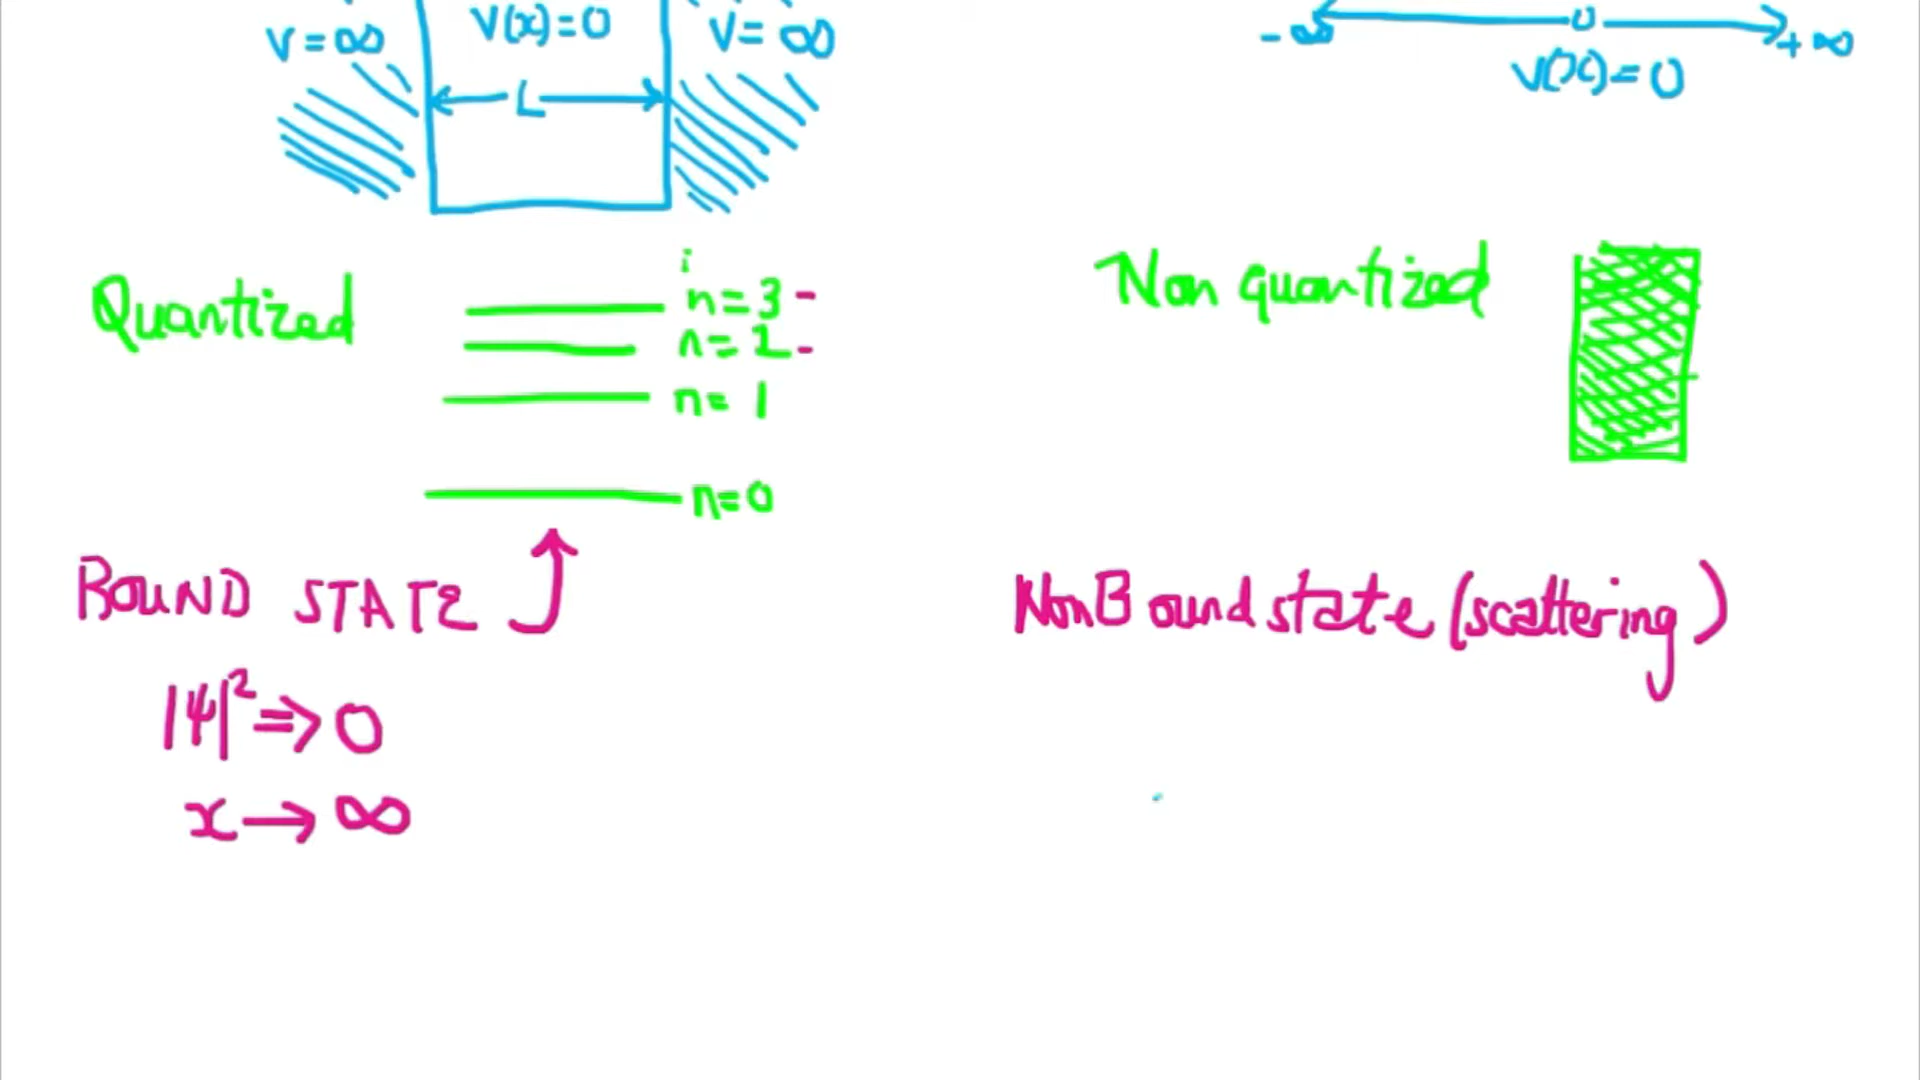 V=∞ V(x)=0 V=∞
L
-∞ 0 +∞
V(x)=0
Quantized
n=3 -
n=2 -
n=1
n=0
Non quantized
BOUND STATE
|ψ|²⇒0
x→∞
NonBound state (scattering)